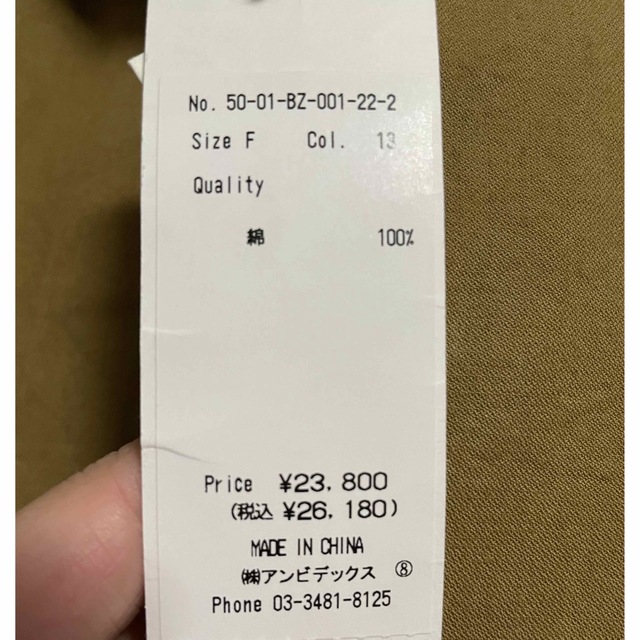 No. 50-01-BZ-001-22-2
Size F Col. 13
Quality
綿 100%
Price ¥23,800
(税込 ¥26,180)
MADE IN CHINA
㈱アンビデックス ⑧
Phone 03-3481-8125